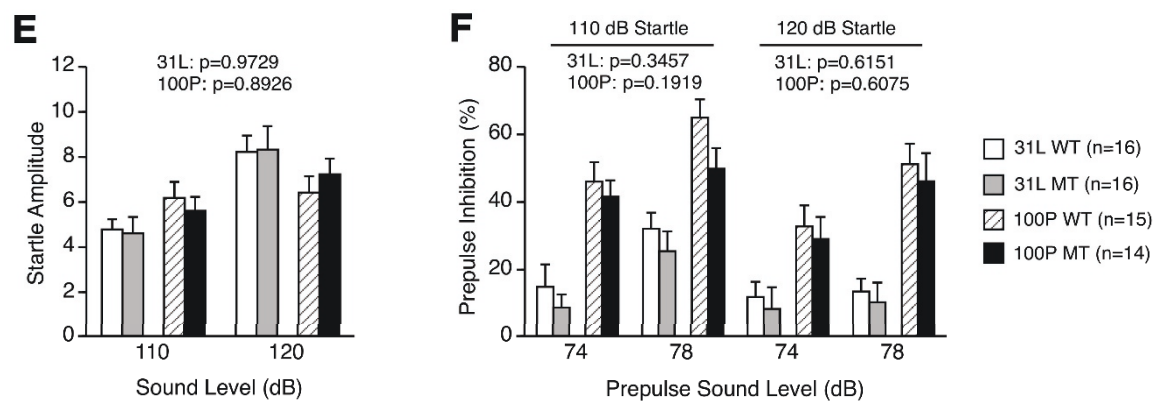 E
31L: p=0.9729
100P: p=0.8926
Startle Amplitude
12
10
8
6
4
2
0
110 120
Sound Level (dB)
F
110 dB Startle 120 dB Startle
31L: p=0.3457 31L: p=0.6151
100P: p=0.1919 100P: p=0.6075
Prepulse Inhibition (%)
80
60
40
20
0
74 78 74 78
Prepulse Sound Level (dB)
31L WT (n=16)
31L MT (n=16)
100P WT (n=15)
100P MT (n=14)